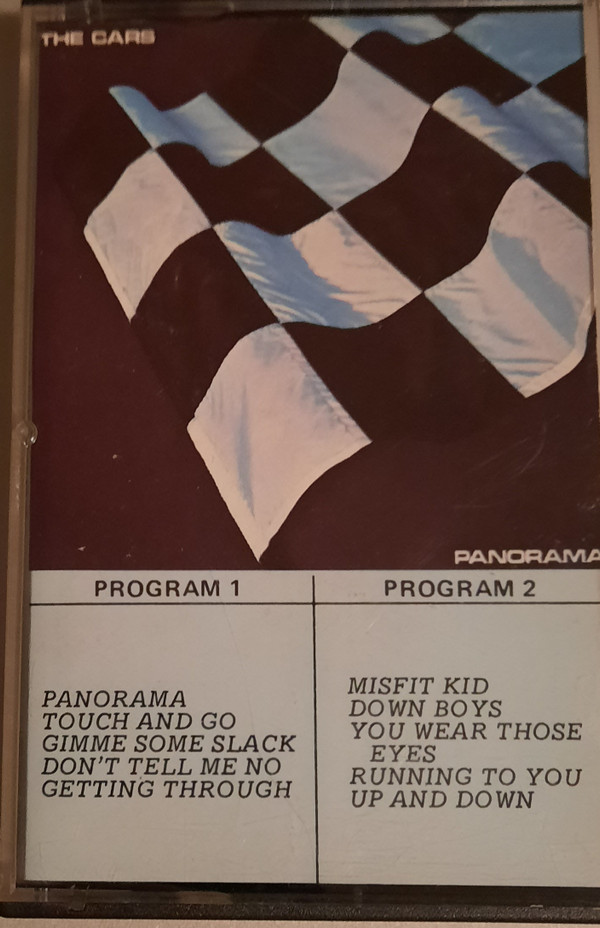 THE CARS
PANORAMA
PROGRAM 1
PANORAMA
TOUCH AND GO
GIMME SOME SLACK
DON'T TELL ME NO
GETTING THROUGH
PROGRAM 2
MISFIT KID
DOWN BOYS
YOU WEAR THOSE
EYES
RUNNING TO YOU
UP AND DOWN